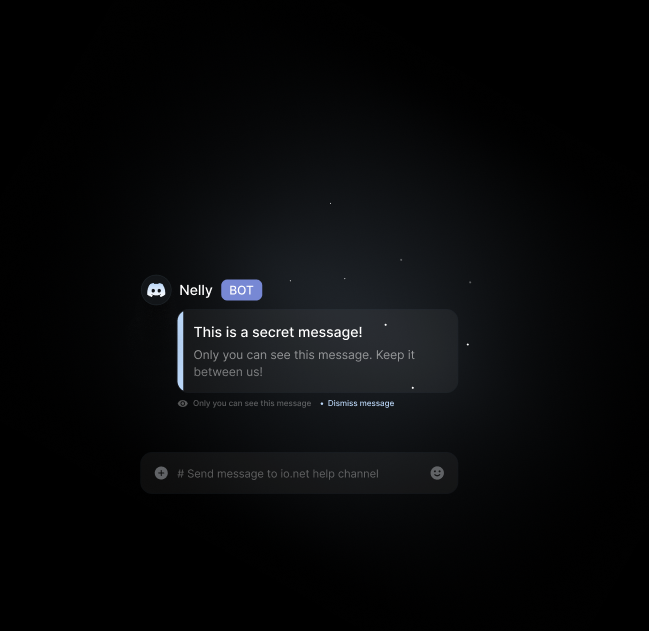 Nelly BOT
This is a secret message!
Only you can see this message. Keep it
between us!
Only you can see this message • Dismiss message
# Send message to io.net help channel